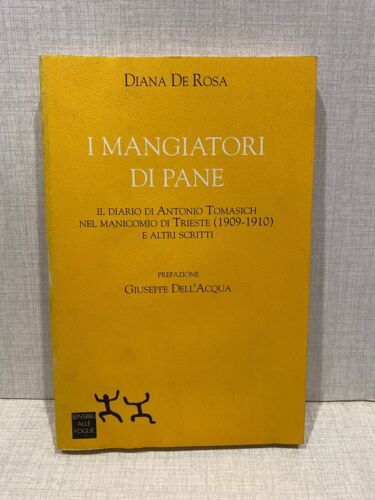 DIANA DE ROSA
I MANGIATORI
DI PANE
IL DIARIO DI ANTONIO TOMASICH
NEL MANICOMIO DI TRIESTE (1909-1910)
E ALTRI SCRITTI
PREFAZIONE
GIUSEPPE DELL'ACQUA
SENSIBILI
ALLE
FOGLIE